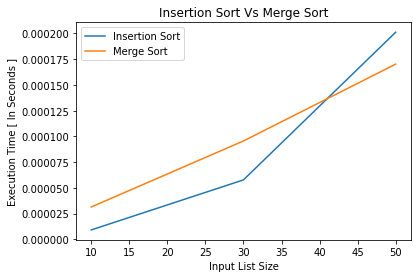 Insertion Sort Vs Merge Sort
Insertion Sort
Merge Sort
Execution Time [ In Seconds ]
0.000200
0.000175
0.000150
0.000125
0.000100
0.000075
0.000050
0.000025
0.000000
10 15 20 25 30 35 40 45 50
Input List Size